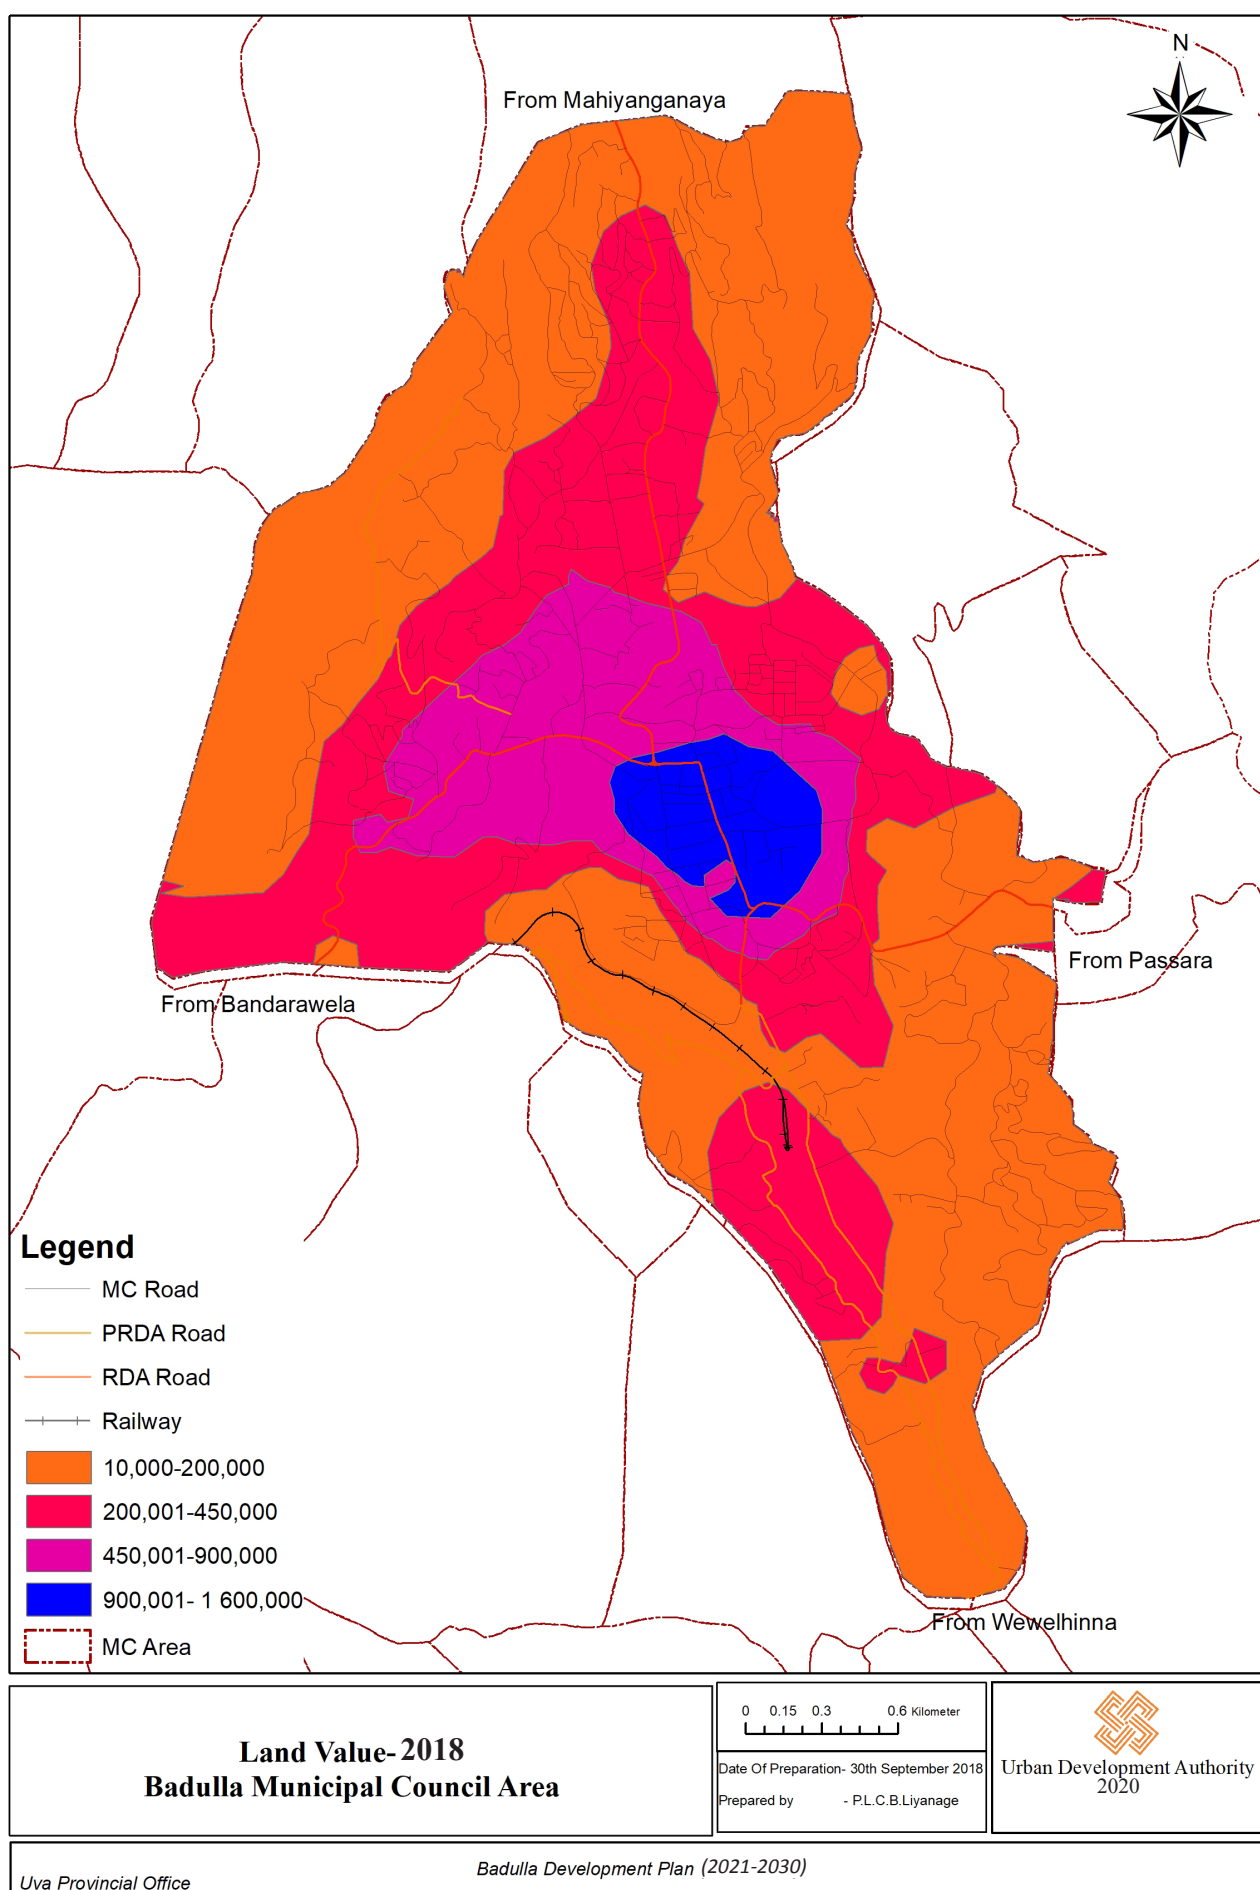 N
From Mahiyanganaya
From Passara
From Bandarawela
Legend
MC Road
PRDA Road
RDA Road
Railway
10,000-200,000
200,001-450,000
450,001-900,000
900,001- 1 600,000
MC Area
From Wewelhinna
Land Value- 2018
Badulla Municipal Council Area
0 0.15 0.3 0.6 Kilometer
Date Of Preparation- 30th September 2018
Prepared by - P.L.C.B.Liyanage
Urban Development Authority
2020
Badulla Development Plan (2021-2030)
Uva Provincial Office